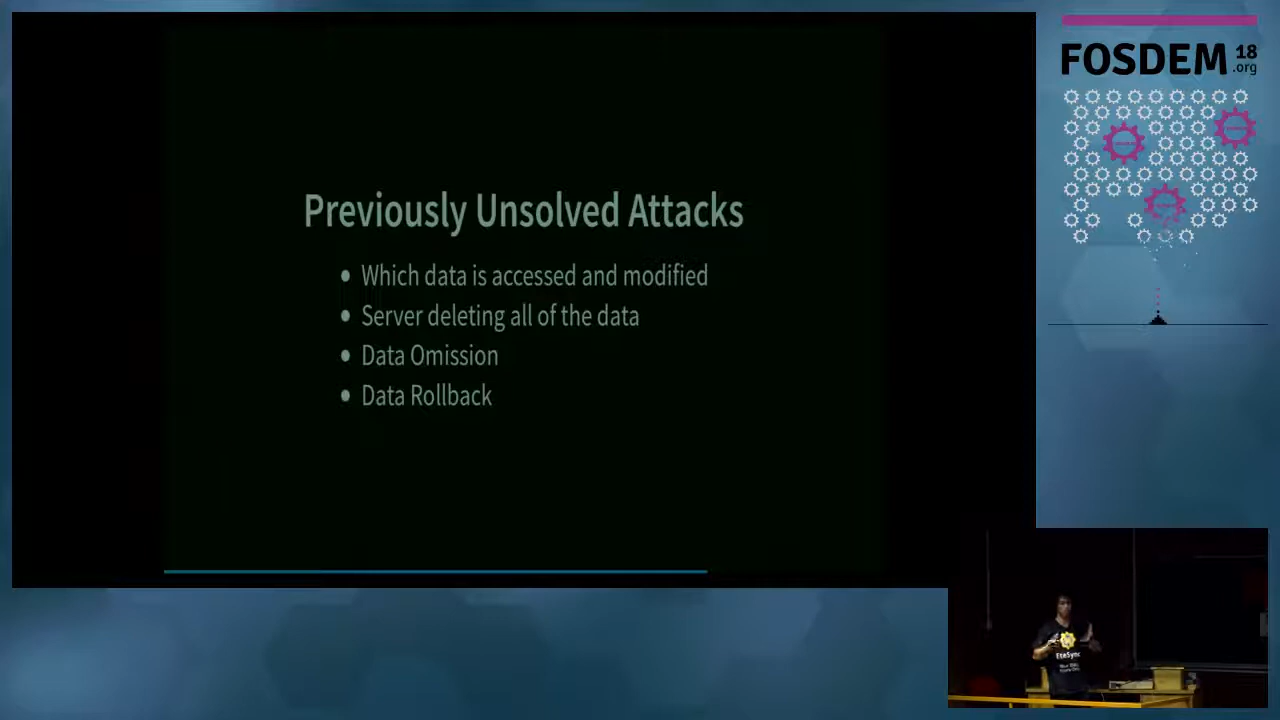 Previously Unsolved Attacks
• Which data is accessed and modified
• Server deleting all of the data
• Data Omission
• Data Rollback
FOSDEM 18
.org
EteSync